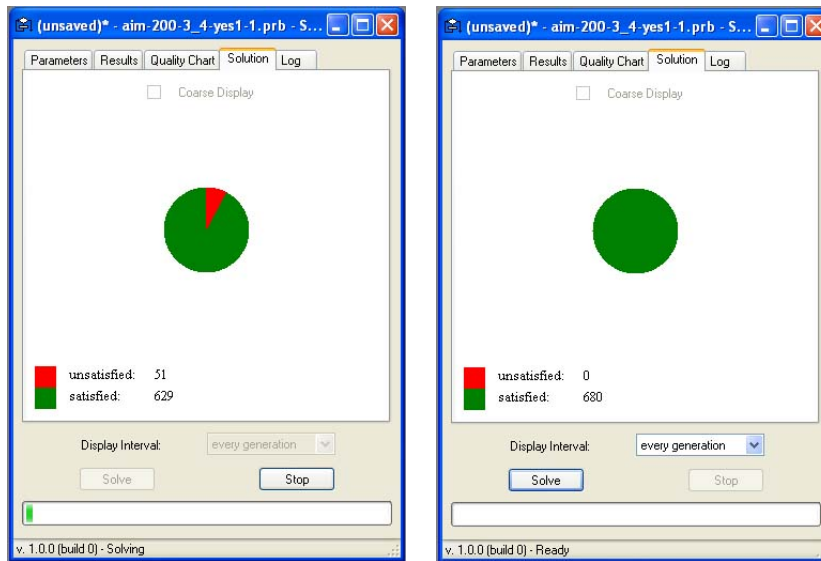 (unsaved)* - aim-200-3_4-yes1-1.prb - S...
Parameters Results Quality Chart Solution Log
Coarse Display
unsatisfied: 51
satisfied: 629
Display Interval: every generation
Solve Stop
v. 1.0.0 (build 0) - Solving
(unsaved)* - aim-200-3_4-yes1-1.prb - S...
Parameters Results Quality Chart Solution Log
Coarse Display
unsatisfied: 0
satisfied: 680
Display Interval: every generation
Solve Stop
v. 1.0.0 (build 0) - Ready